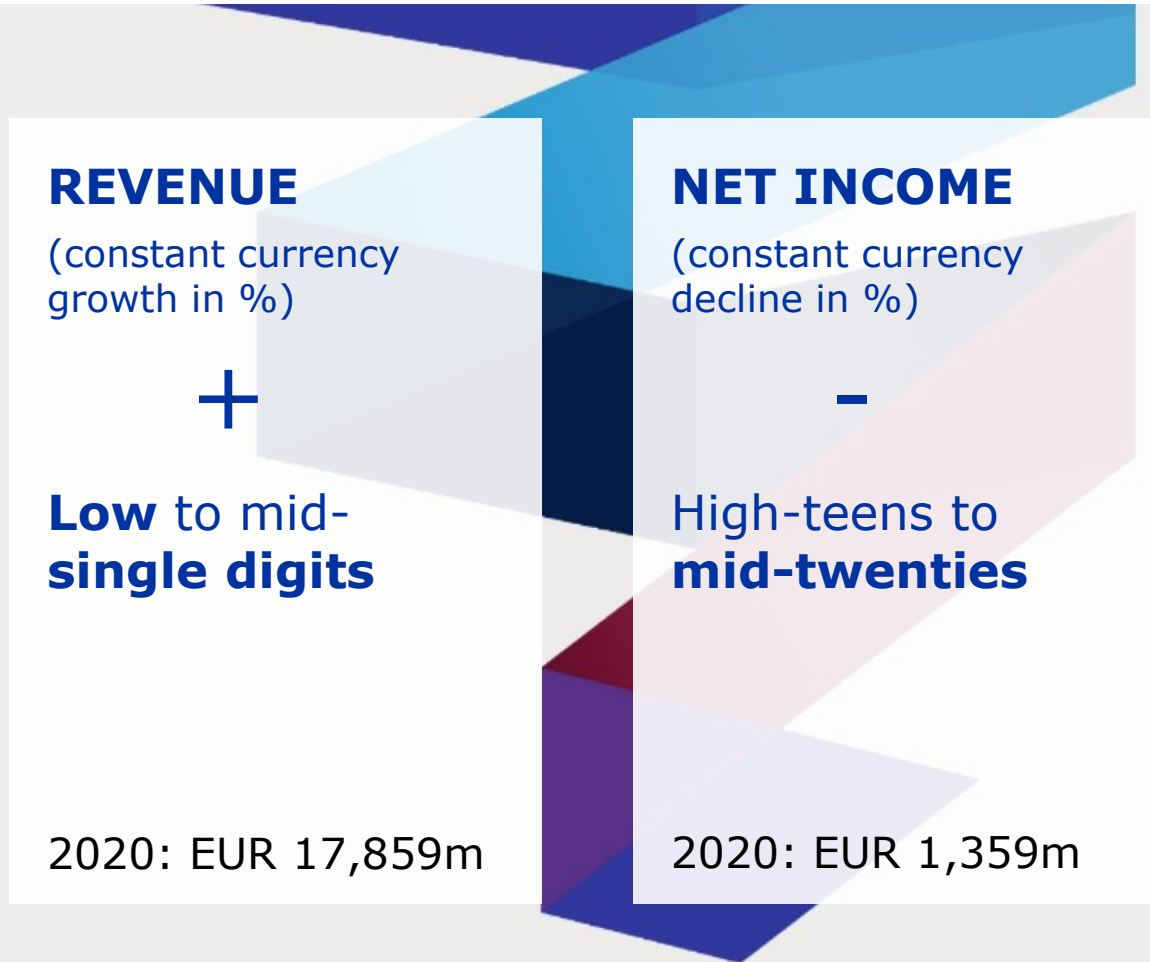 REVENUE
(constant currency
growth in %)
+
Low to mid-
single digits
2020: EUR 17,859m
NET INCOME
(constant currency
decline in %)
-
High-teens to
mid-twenties
2020: EUR 1,359m